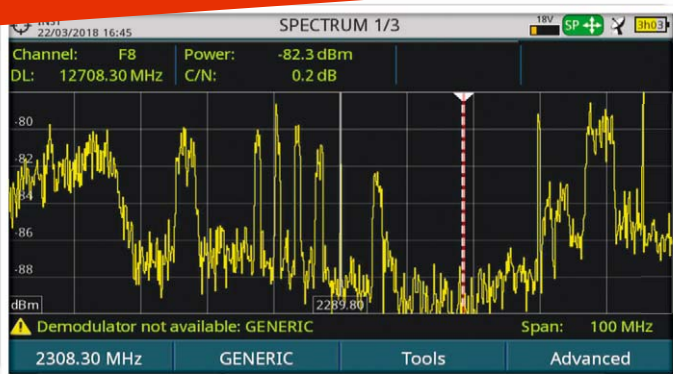 22/03/2018 16:45
SPECTRUM 1/3
18V
SP
3h03
Channel: F8 Power: -82.3 dBm
DL: 12708.30 MHz C/N: 0.2 dB
-80
-82
-84
-86
-88
dBm
2289.80
Demodulator not available: GENERIC
Span: 100 MHz
2308.30 MHz GENERIC Tools Advanced